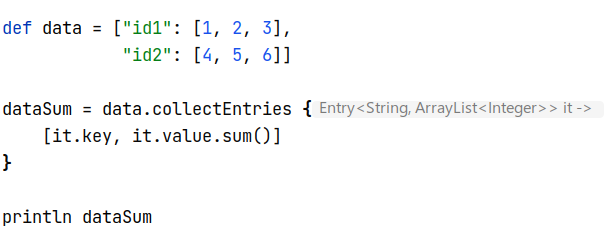 def data = ["id1": [1, 2, 3],
            "id2": [4, 5, 6]]

dataSum = data.collectEntries { Entry<String, ArrayList<Integer>> it ->
    [it.key, it.value.sum()]
}

println dataSum